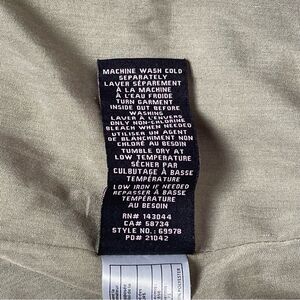 MACHINE WASH COLD
SEPARATELY
LAVER SÉPARÉMENT
À LA MACHINE
À L'EAU FROIDE
TURN GARMENT
INSIDE OUT BEFORE
WASHING
LAVER À L'ENVERS
ONLY NON-CHLORINE
BLEACH WHEN NEEDED
UTILISER UN AGENT
DE BLANCHIMENT NON
CHLORÉ AU BESOIN
TUMBLE DRY AT
LOW TEMPERATURE
SÉCHER PAR
CULBUTAGE À BASSE
TEMPÉRATURE
LOW IRON IF NEEDED
REPASSER À BASSE
TEMPÉRATURE
AU BESOIN
RN# 143044
CA# 58734
STYLE NO.: 69978
PO# 21042
POLYESTER